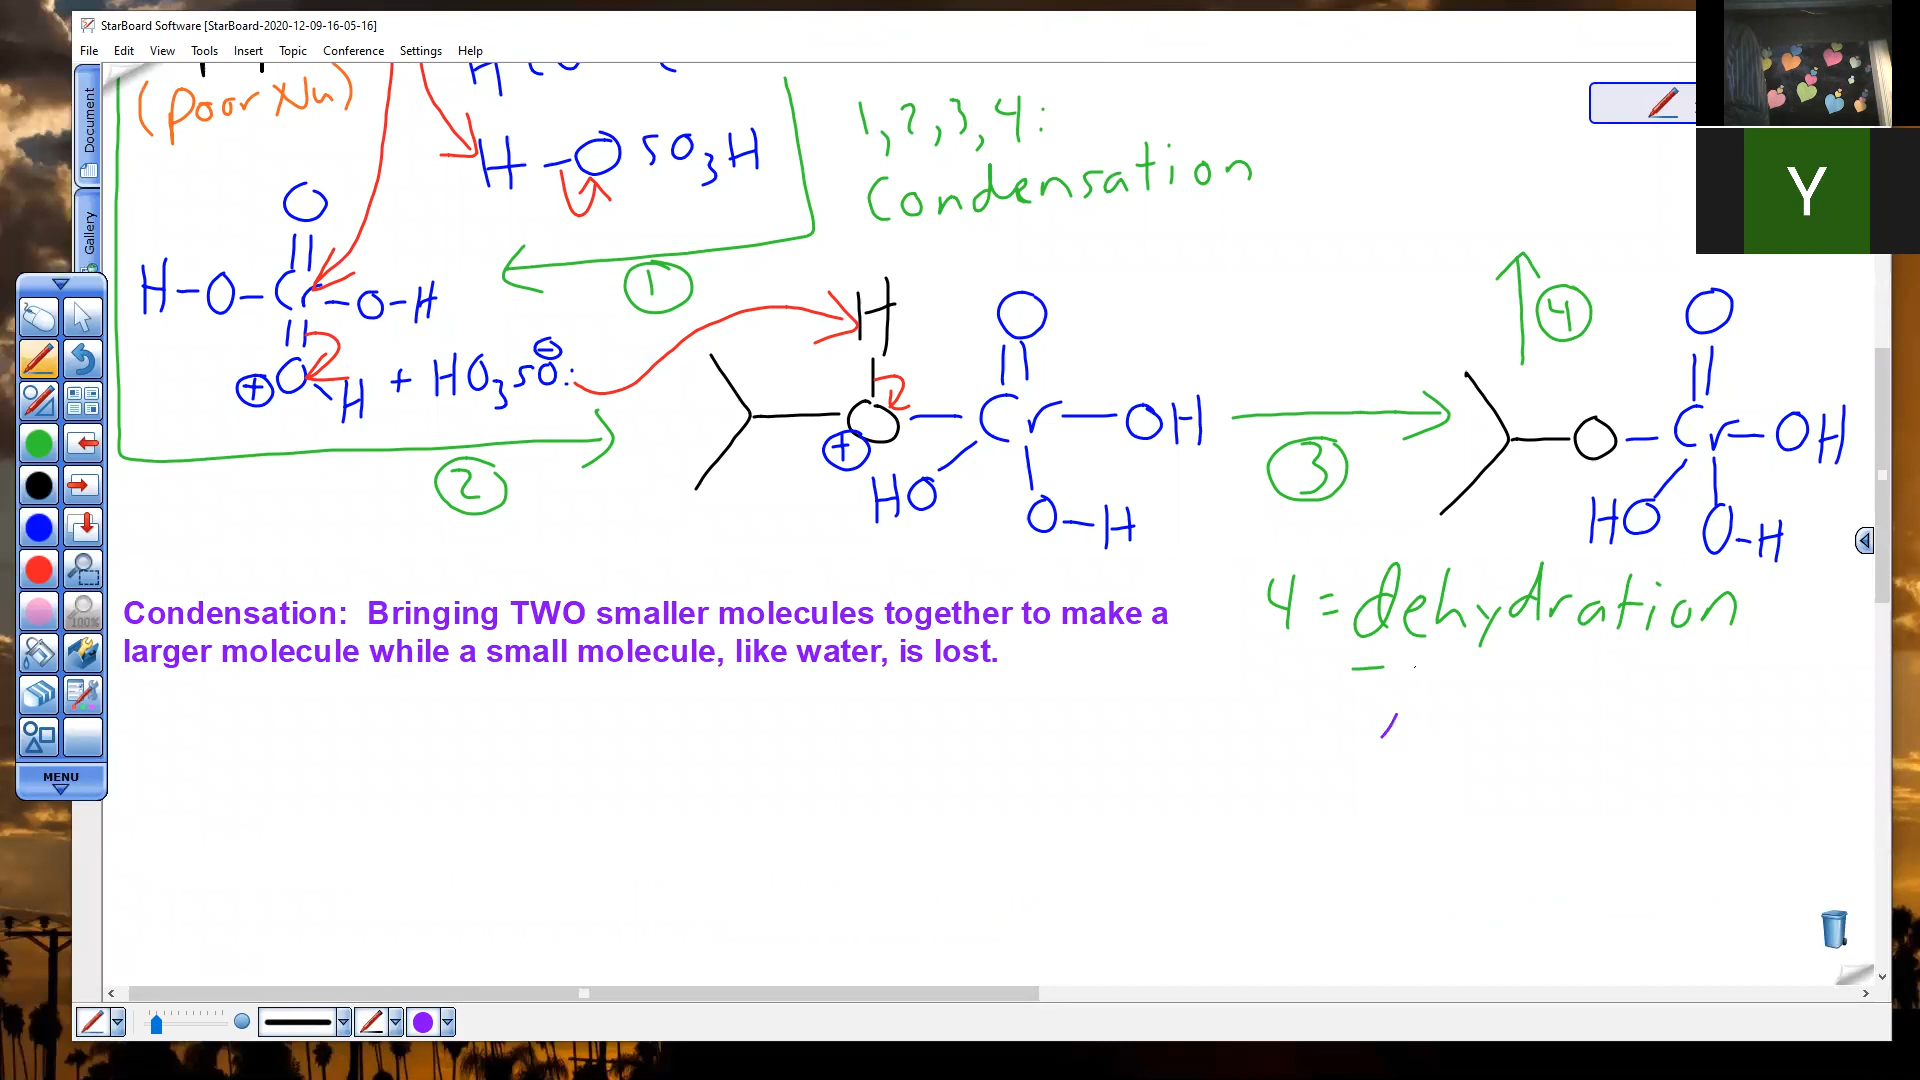 StarBoard Software [StarBoard-2020-12-09-16-05-16]
File Edit View Tools Insert Topic Conference Settings Help
Document
Gallery
(Poor Nu)
H-OSO3H
1, 2, 3, 4:
Condensation
O
H-O-Cr-O-H
⊕ O H + HO3SO:⊖
1
2
H
O
O Cr OH
⊕
HO
O-H
3
4
O
O-Cr-OH
HO
O-H
4 = dehydration
Condensation: Bringing TWO smaller molecules together to make a
larger molecule while a small molecule, like water, is lost.
100%
MENU
Y